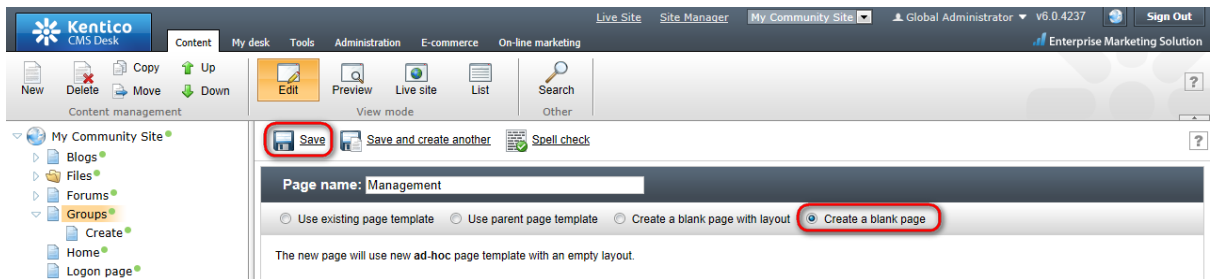 Kentico
CMS Desk
Live Site Site Manager My Community Site Global Administrator v6.0.4237 Sign Out
Content My desk Tools Administration E-commerce On-line marketing Enterprise Marketing Solution
New Delete Copy Move Up Down
Content management
Edit Preview Live site List
View mode
Search
Other
?
My Community Site
Blogs
Files
Forums
Groups
Create
Home
Logon page
Save Save and create another Spell check ?
Page name: Management
Use existing page template Use parent page template Create a blank page with layout Create a blank page
The new page will use new ad-hoc page template with an empty layout.